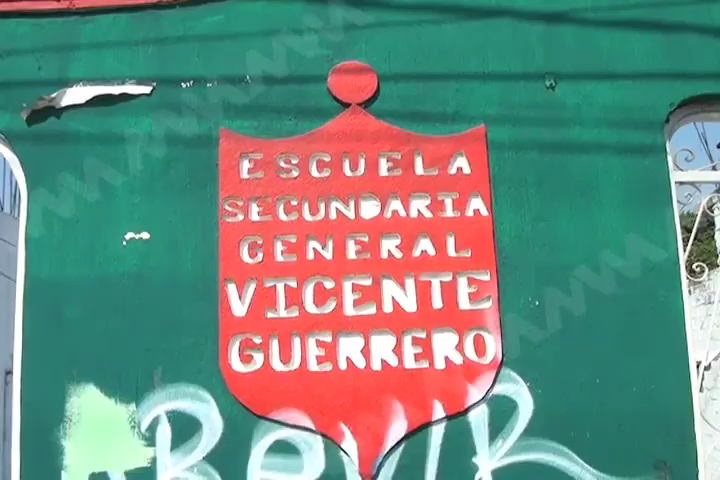 ESCUELA
SECUNDARIA
GENERAL
VICENTE
GUERRERO